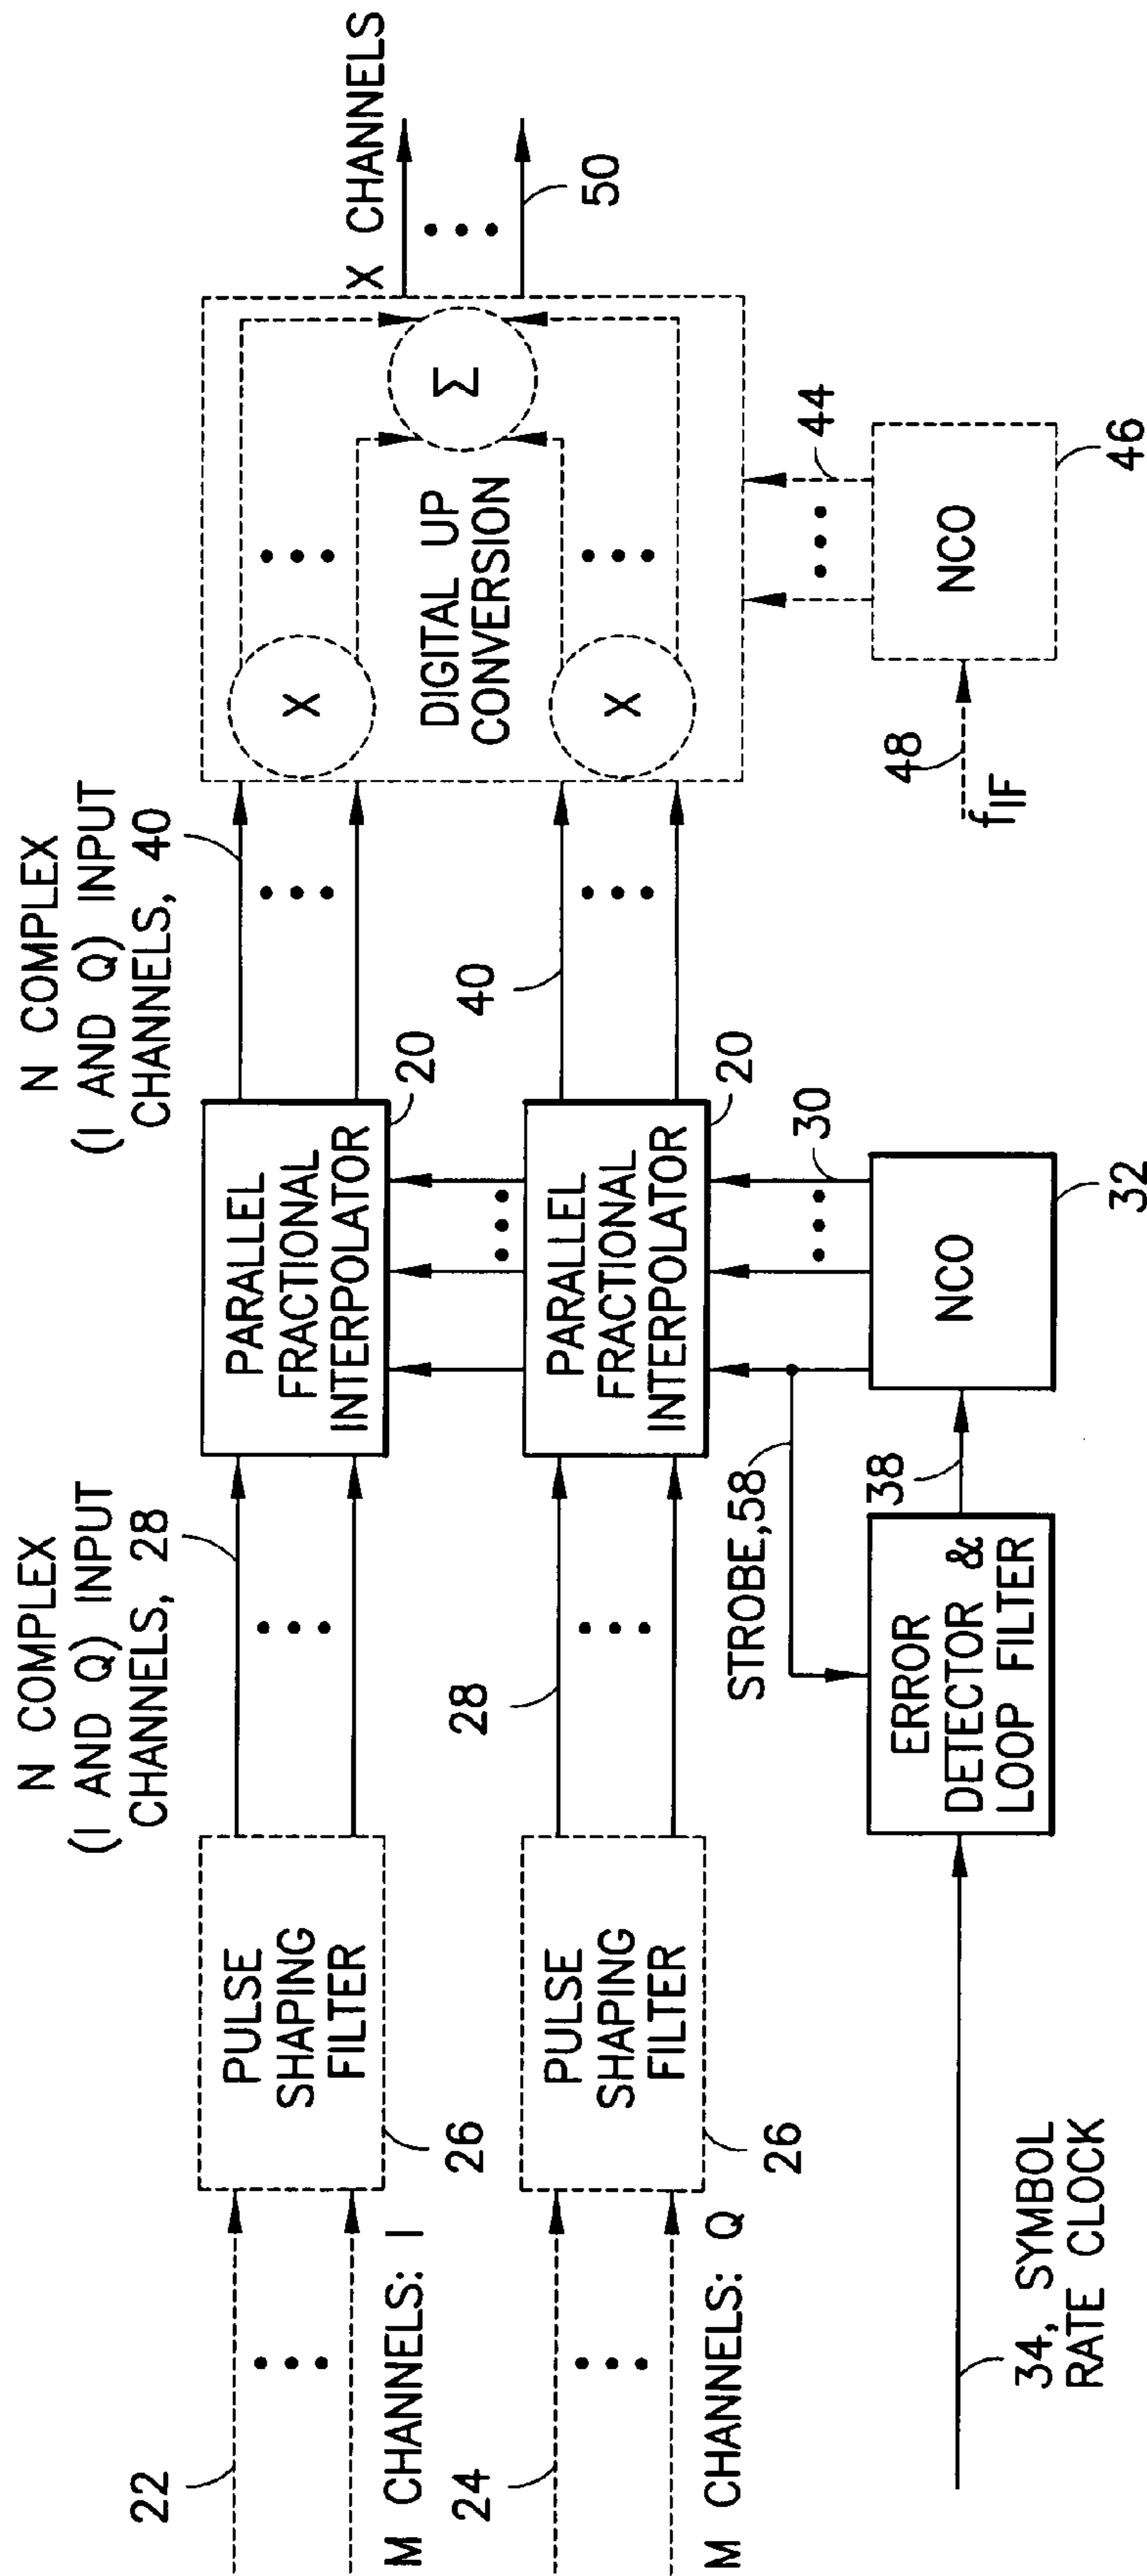 22
M CHANNELS: I
24
M CHANNELS: Q
34, SYMBOL
RATE CLOCK
PULSE
SHAPING
FILTER
26
PULSE
SHAPING
FILTER
26
N COMPLEX
(I AND Q) INPUT
CHANNELS, 28
28
STROBE,58
ERROR
DETECTOR &
LOOP FILTER
38
PARALLEL
FRACTIONAL
INTERPOLATOR
20
PARALLEL
FRACTIONAL
INTERPOLATOR
20
30
NCO
32
N COMPLEX
(I AND Q) INPUT
CHANNELS, 40
40
X
X
DIGITAL UP
CONVERSION
Σ
48
fIF
44
NCO
46
X CHANNELS
50